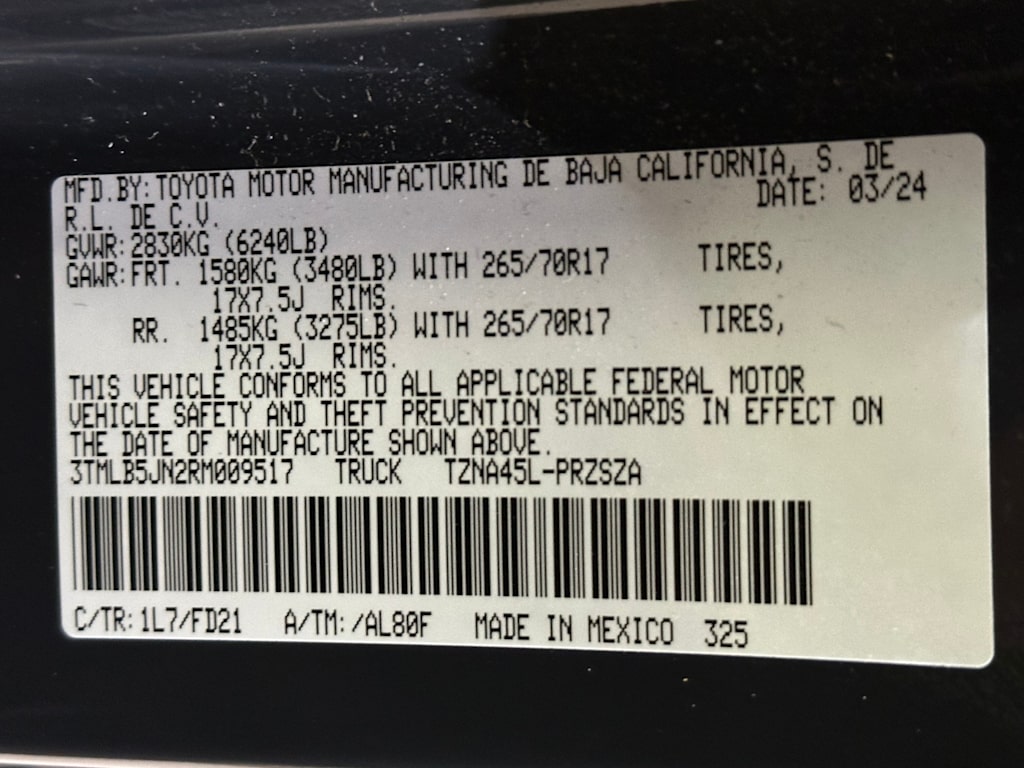 MFD.BY:TOYOTA MOTOR MANUFACTURING DE BAJA CALIFORNIA, S. DE
R.L. DE C.V. DATE: 03/24
GVWR:2830KG (6240LB)
GAWR:FRT. 1580KG (3480LB) WITH 265/70R17 TIRES,
17X7.5J RIMS.
RR. 1485KG (3275LB) WITH 265/70R17 TIRES,
17X7.5J RIMS.
THIS VEHICLE CONFORMS TO ALL APPLICABLE FEDERAL MOTOR
VEHICLE SAFETY AND THEFT PREVENTION STANDARDS IN EFFECT ON
THE DATE OF MANUFACTURE SHOWN ABOVE.
3TMLB5JN2RM009517 TRUCK TZNA45L-PRZSZA
C/TR:1L7/FD21 A/TM:/AL80F MADE IN MEXICO 325